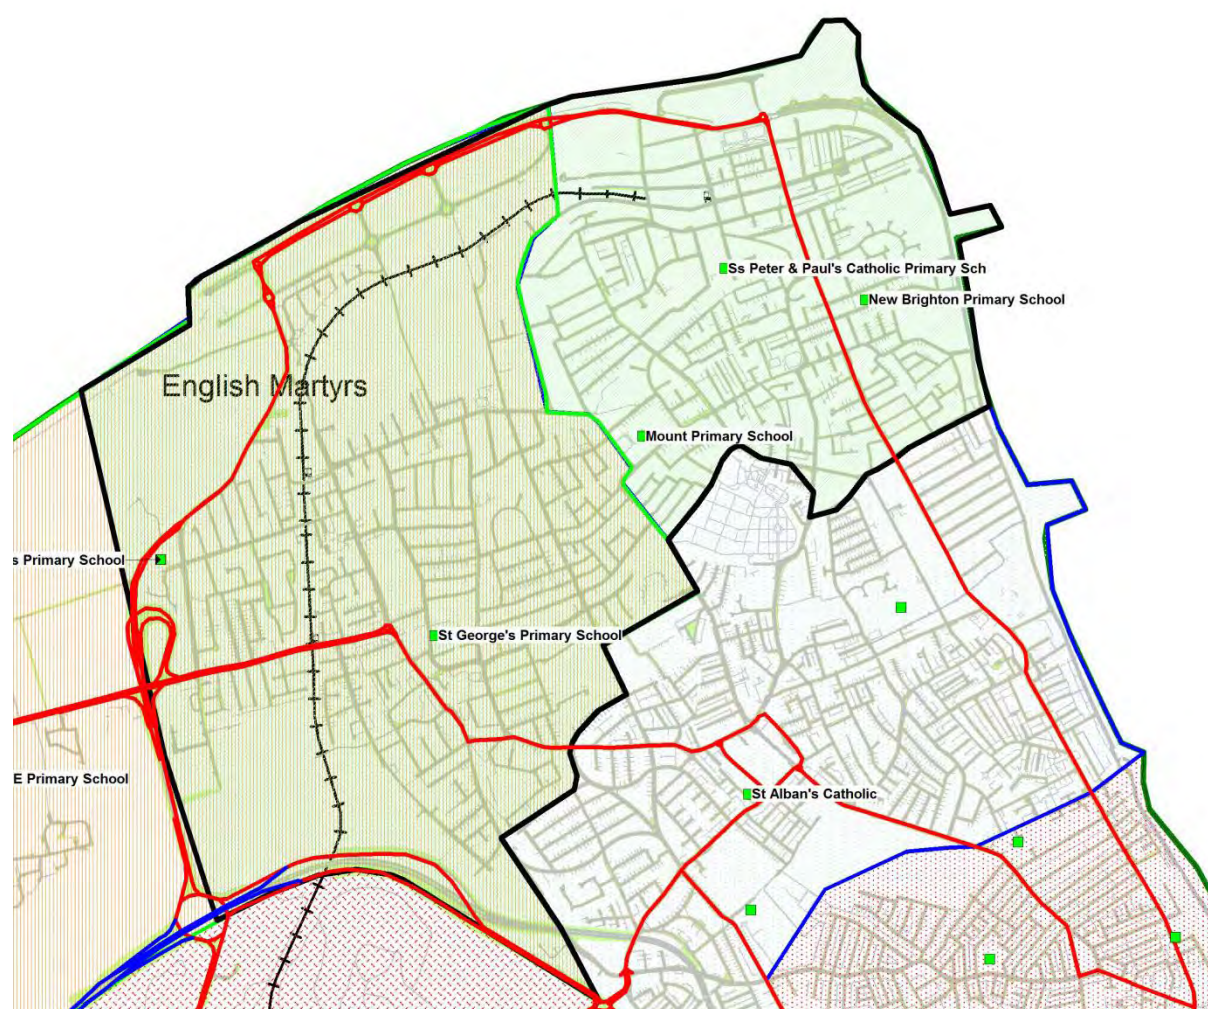 Ss Peter & Paul's Catholic Primary Sch
New Brighton Primary School
English Martyrs
Mount Primary School
s Primary School
St George's Primary School
E Primary School
St Alban's Catholic